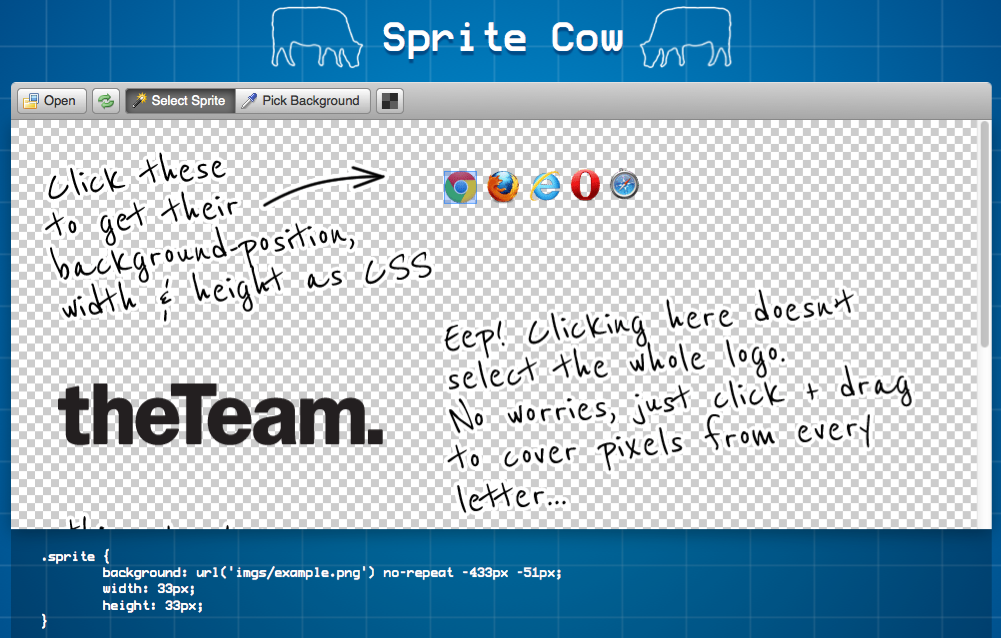 Sprite Cow
Open
Select Sprite
Pick Background
Click these
to get their
background-position,
width & height as CSS
Eep! Clicking here doesnt
select the whole logo.
No worries, just click + drag
to cover pixels from every
letter...
theTeam.
.sprite {
background: url('imgs/example.png') no-repeat -433px -51px;
width: 33px;
height: 33px;
}